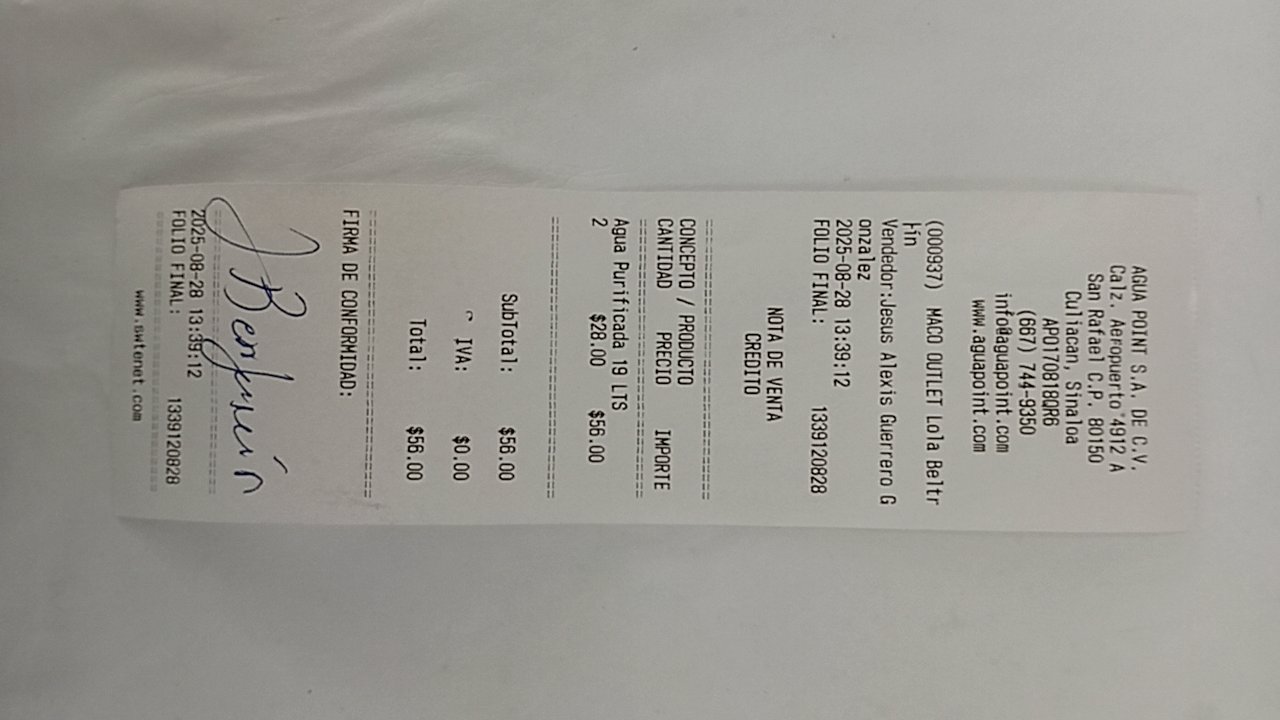 AGUA POINT S.A. DE C.V.
Calz. Aeropuerto 4912 A
San Rafael C.P. 80150
Culiacan, Sinaloa
APO170818QR6
(667) 744-9350
info@aguapoint.com
www.aguapoint.com
(000937) MACO OUTLET Lola Beltr
Vendedor:Jesus Alexis Guerrero G
onzalez
2025-08-28 13:39:12
FOLIO FINAL: 1339120828
NOTA DE VENTA
CREDITO
CONCEPTO / PRODUCTO
CANTIDAD PRECIO IMPORTE
Agua Purificada 19 LTS
2 $28.00 $56.00
SubTotal: $56.00
IVA: $0.00
Total: $56.00
FIRMA DE CONFORMIDAD:
J Benjamín
2025-08-28 13:39:12
FOLIO FINAL: 1339120828
www.swtenet.com